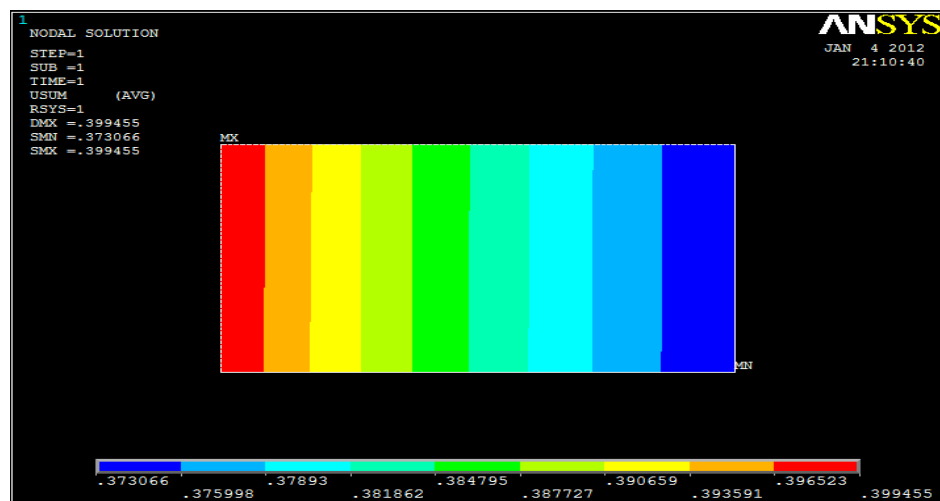 1
NODAL SOLUTION
STEP=1
SUB =1
TIME=1
USUM (AVG)
RSYS=1
DMX =.399455
SMN =.373066
SMX =.399455
ANSYS
JAN 4 2012
21:10:40
MX
MN
.373066 .37893 .384795 .390659 .396523
.375998 .381862 .387727 .393591 .399455